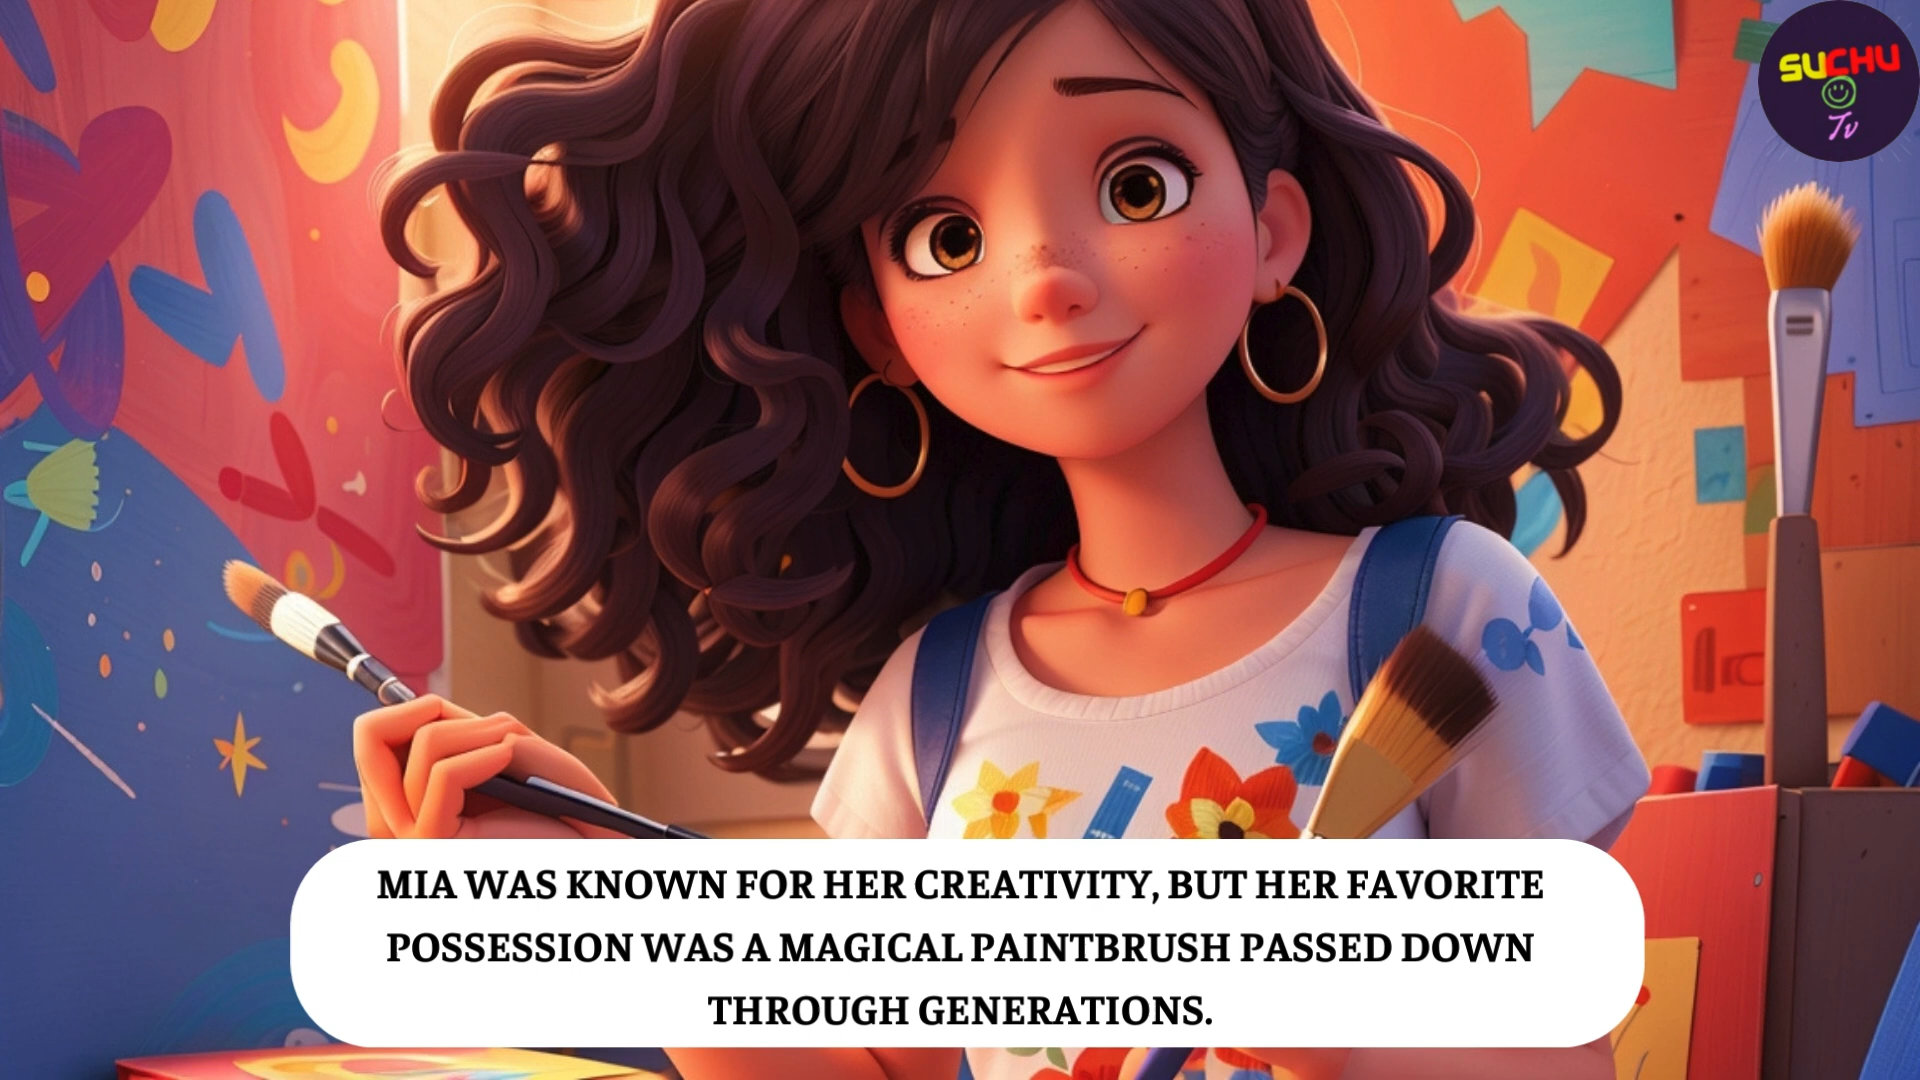 SUCHU
Tv
MIA WAS KNOWN FOR HER CREATIVITY, BUT HER FAVORITE
POSSESSION WAS A MAGICAL PAINTBRUSH PASSED DOWN
THROUGH GENERATIONS.